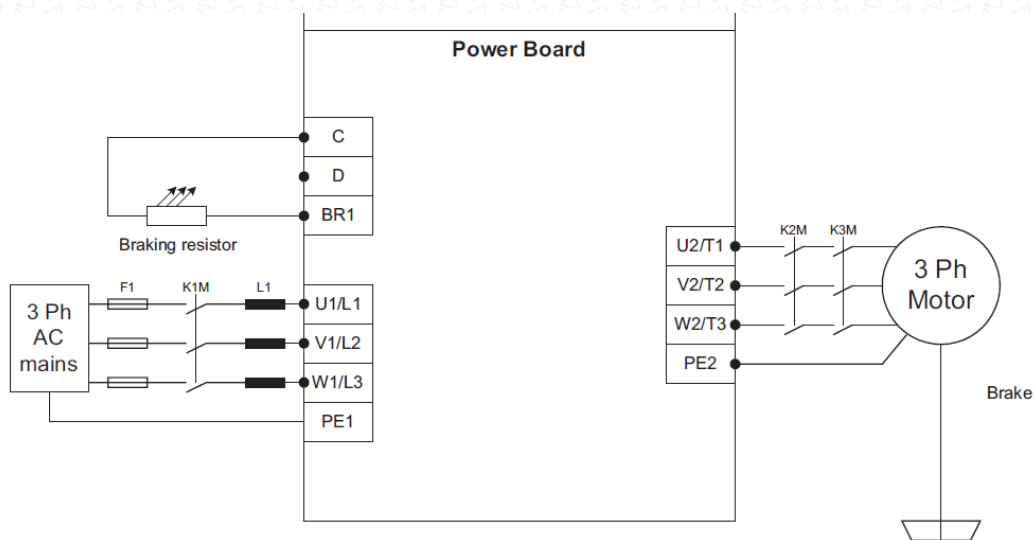 Power Board
C
D
BR1
Braking resistor
F1
K1M
L1
3 Ph
AC
mains
U1/L1
V1/L2
W1/L3
PE1
U2/T1
V2/T2
W2/T3
PE2
K2M
K3M
3 Ph
Motor
Brake